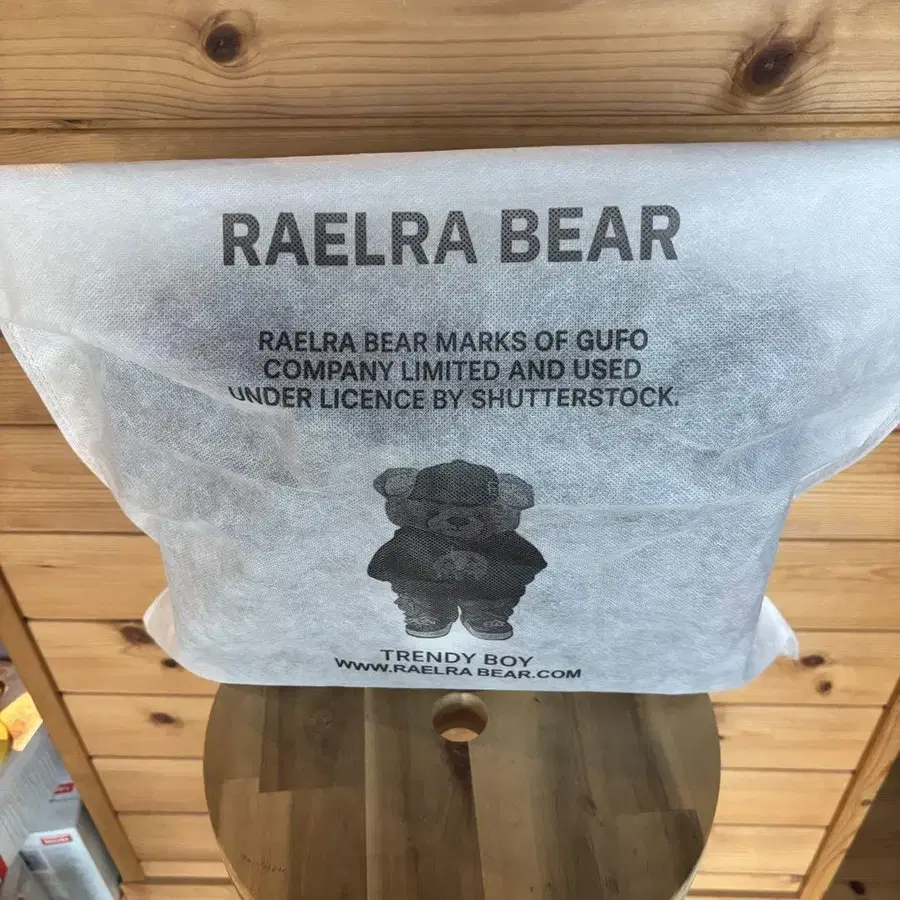 RAELRA BEAR
RAELRA BEAR MARKS OF GUFO
COMPANY LIMITED AND USED
UNDER LICENCE BY SHUTTERSTOCK.
TRENDY BOY
WWW.RAELRA BEAR.COM